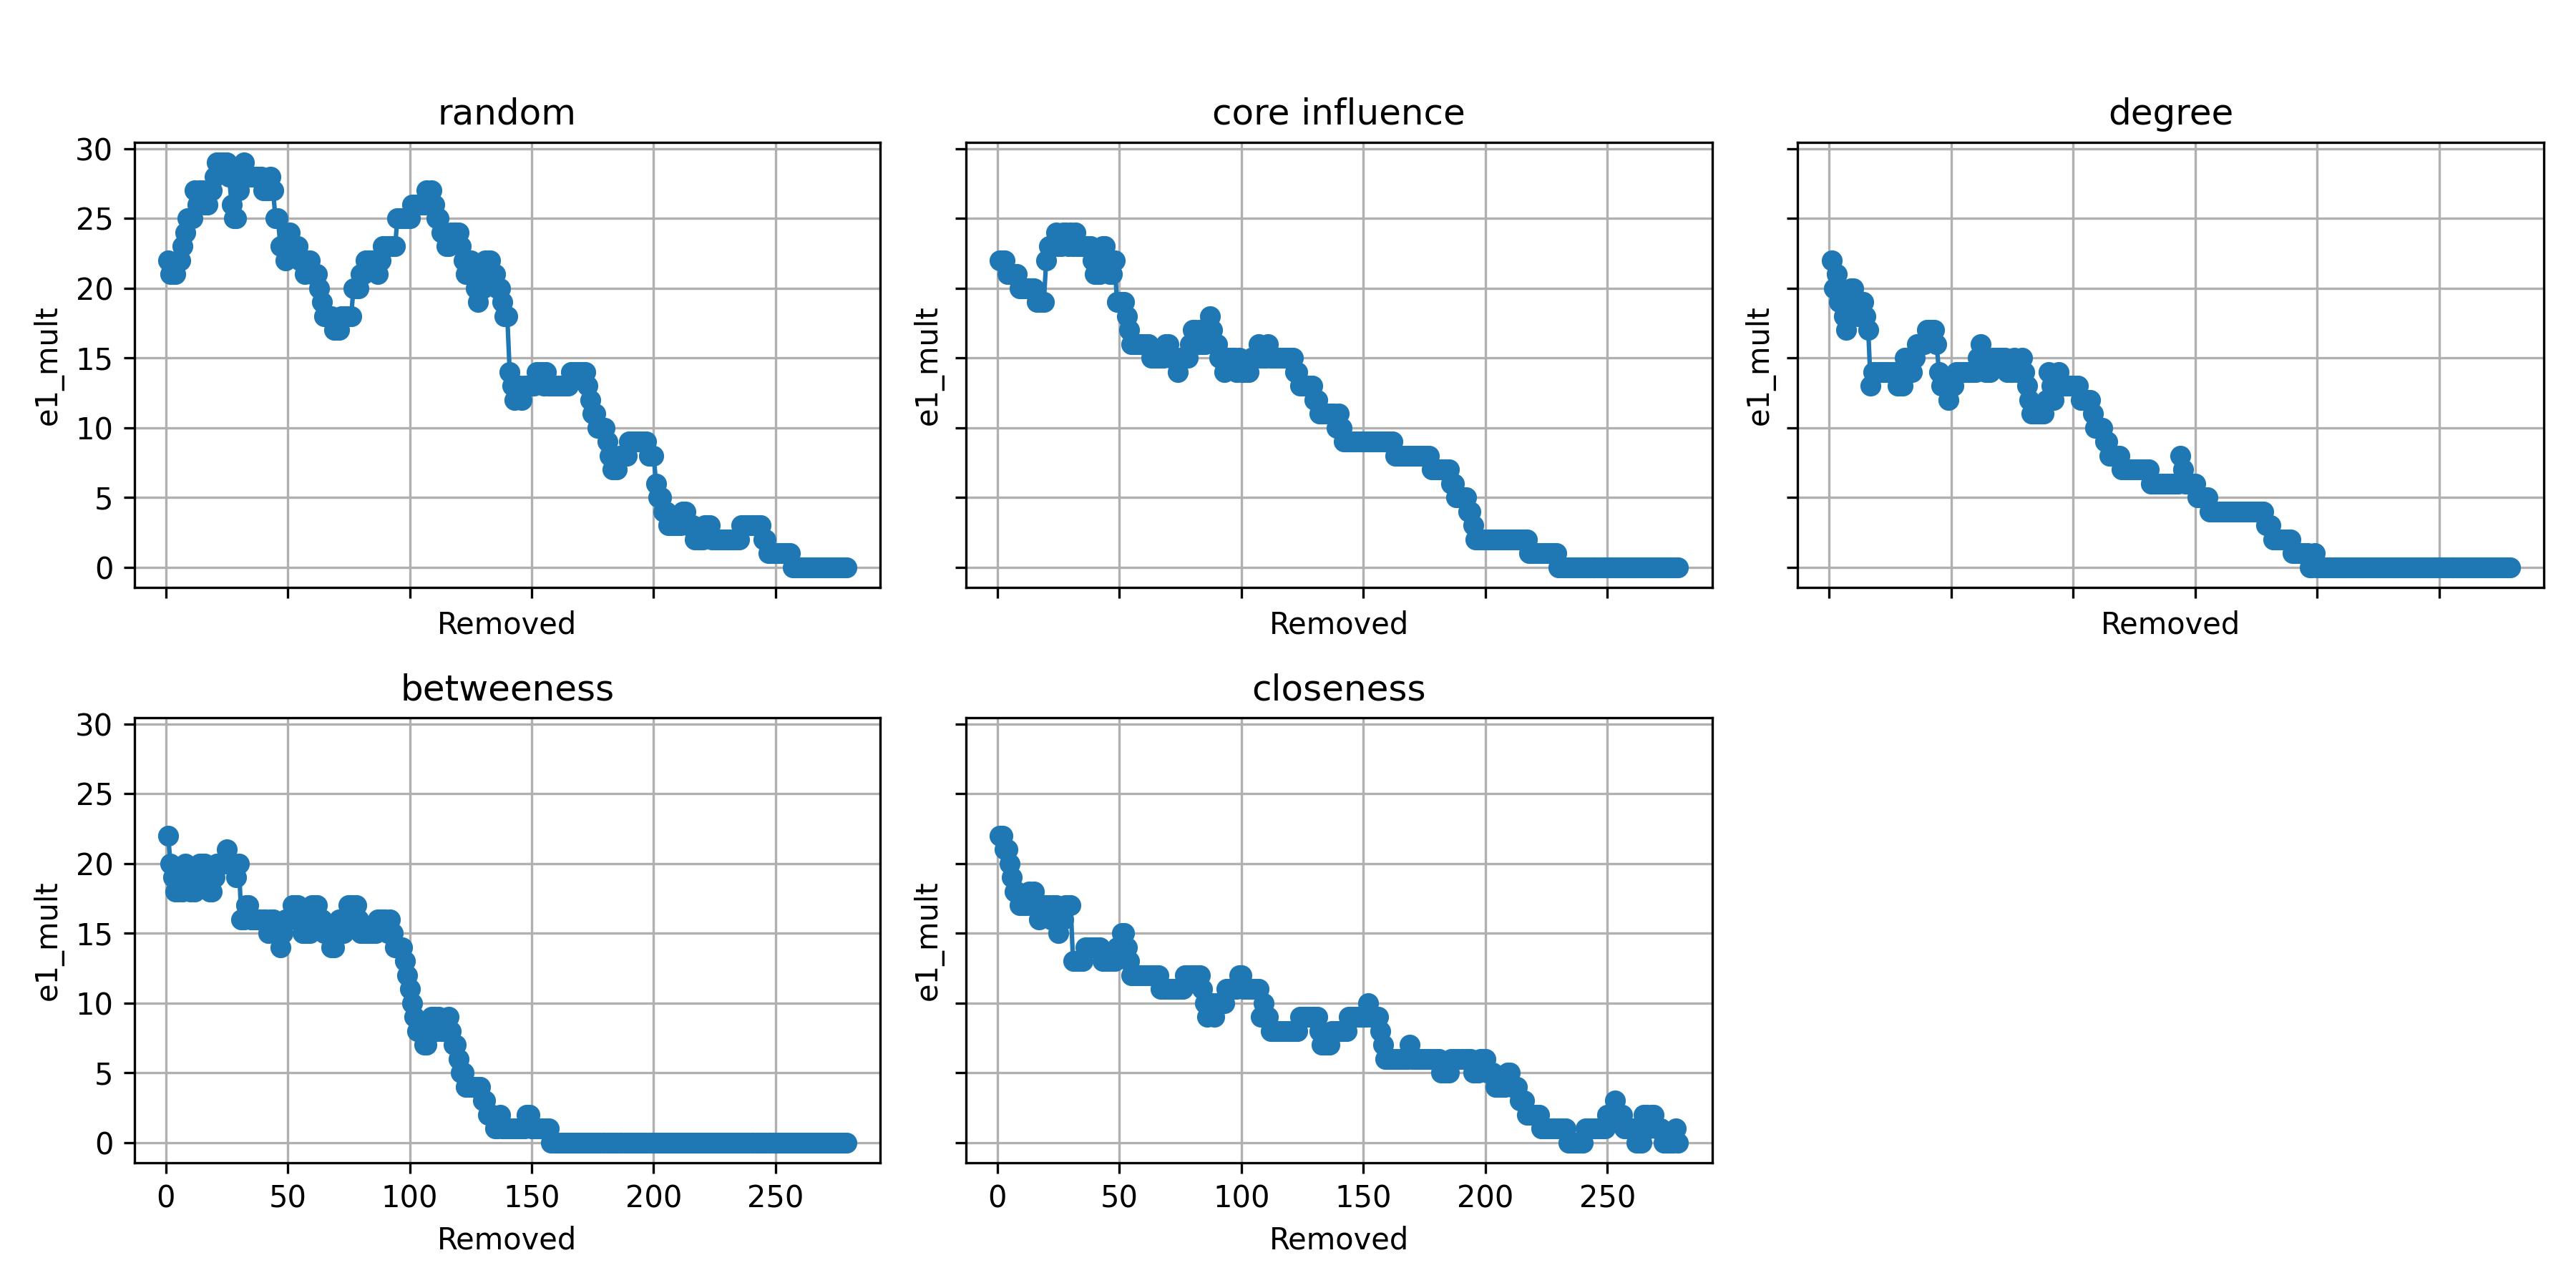 random
core influence
degree
30
25
20
15
10
5
0
e1_mult
e1_mult
e1_mult
Removed
Removed
Removed
betweeness
closeness
30
25
20
15
10
5
0
e1_mult
e1_mult
0 50 100 150 200 250
0 50 100 150 200 250
Removed
Removed